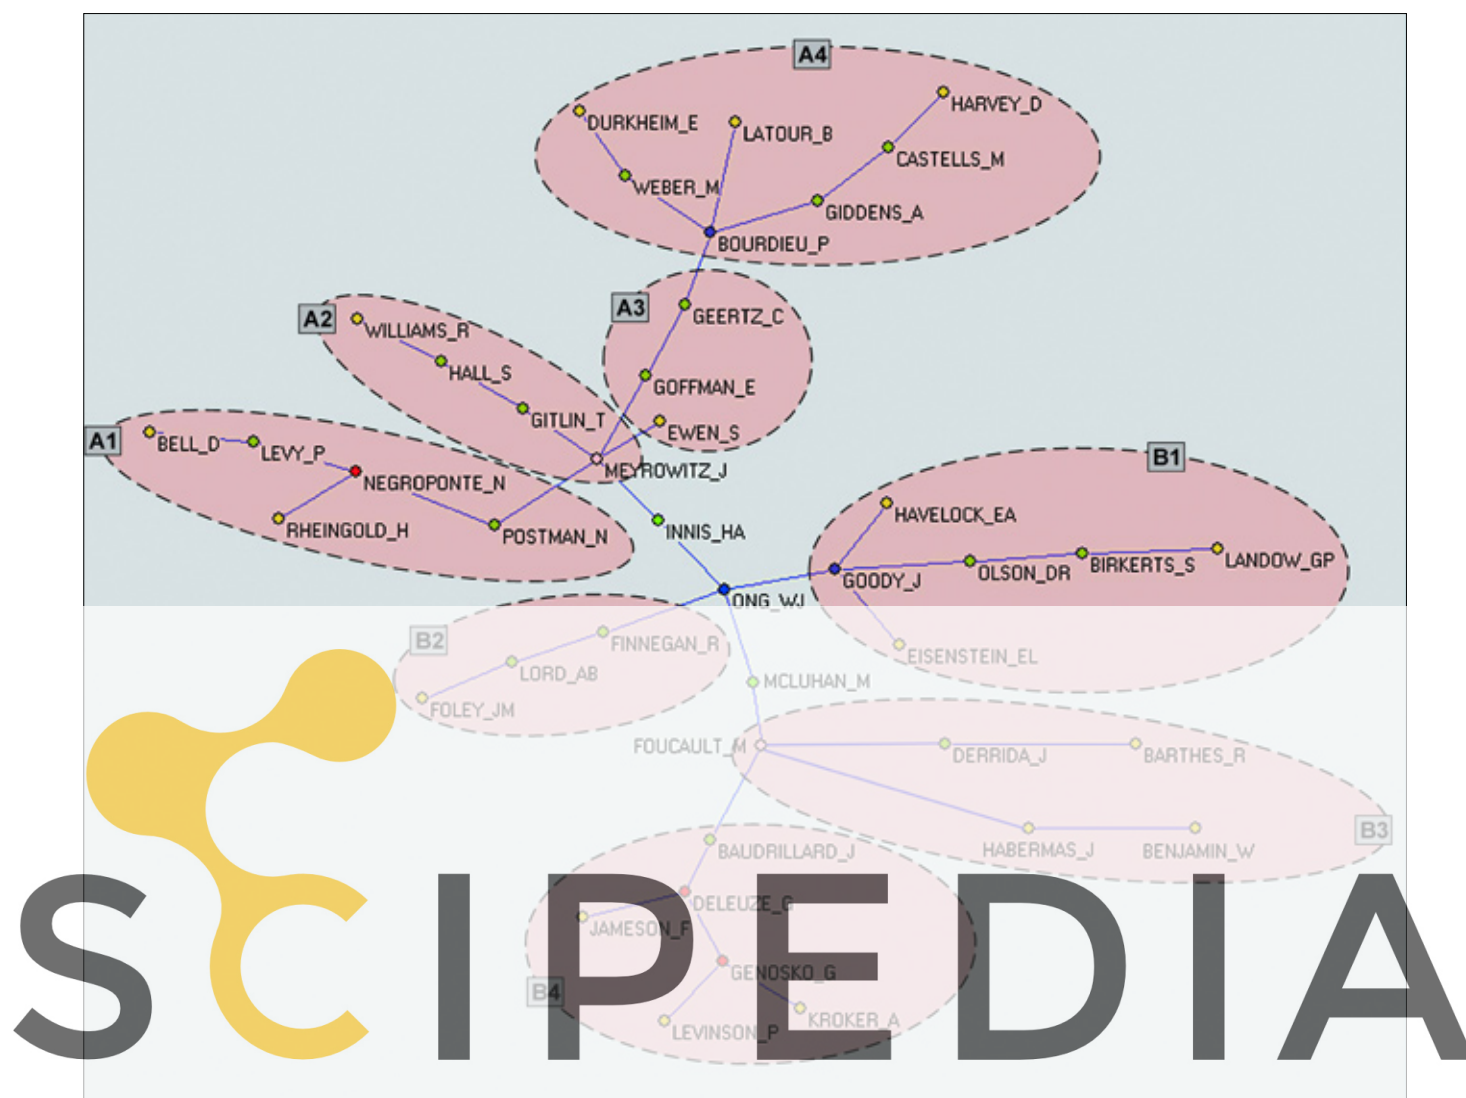 A4
HARVEY_D
DURKHEIM_E
LATOUR_B
CASTELLS_M
WEBER_M
GIDDENS_A
BOURDIEU_P
A3
GEERTZ_C
A2
WILLIAMS_R
HALL_S
GOFFMAN_E
GITLIN_T
EWEN_S
A1
BELL_D
LEVY_P
MEYROWITZ_J
NEGROPONTE_N
RHEINGOLD_H
POSTMAN_N
INNIS_HA
B1
HAVELOCK_EA
GOODY_J
OLSON_DR
BIRKERTS_S
LANDOW_GP
ONG_WJ
B2
FINNEGAN_R
EISENSTEIN_EL
LORD_AB
MCLUHAN_M
FOLEY_JM
FOUCAULT_M
DERRIDA_J
BARTHES_R
B3
HABERMAS_J
BENJAMIN_W
BAUDRILLARD_J
DELEUZE_G
JAMESON_F
GENOSKO_G
B4
KROKER_A
LEVINSON_P
SCIPEDIA